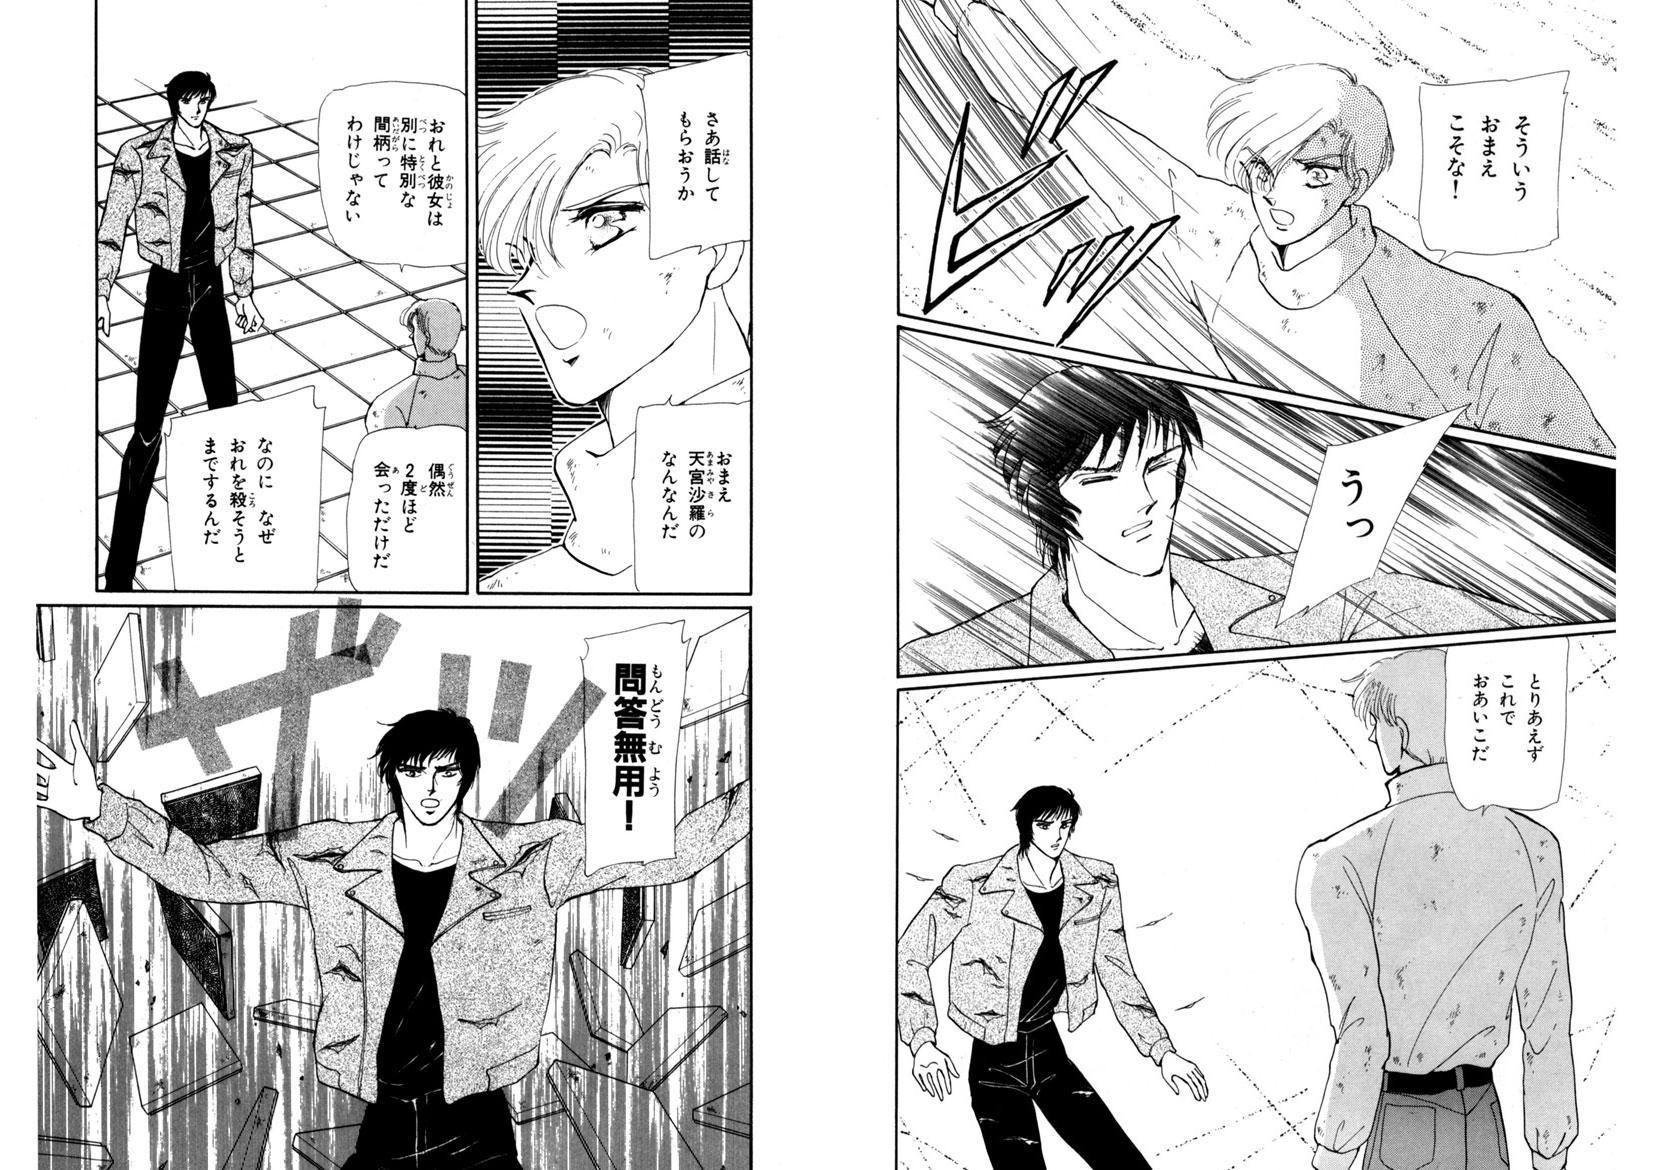 そういう
おまえ
こそな！
ビビッ
うっ
とりあえず
これで
おあいこだ
さあ話して
もらおうか
おまえ
天宮沙羅の
なんなんだ
おれと彼女は
別に特別な
間柄って
わけじゃない
偶然
2度ほど
会っただけだ
なのに なぜ
おれを殺そうと
までするんだ
問答無用！
ザッ